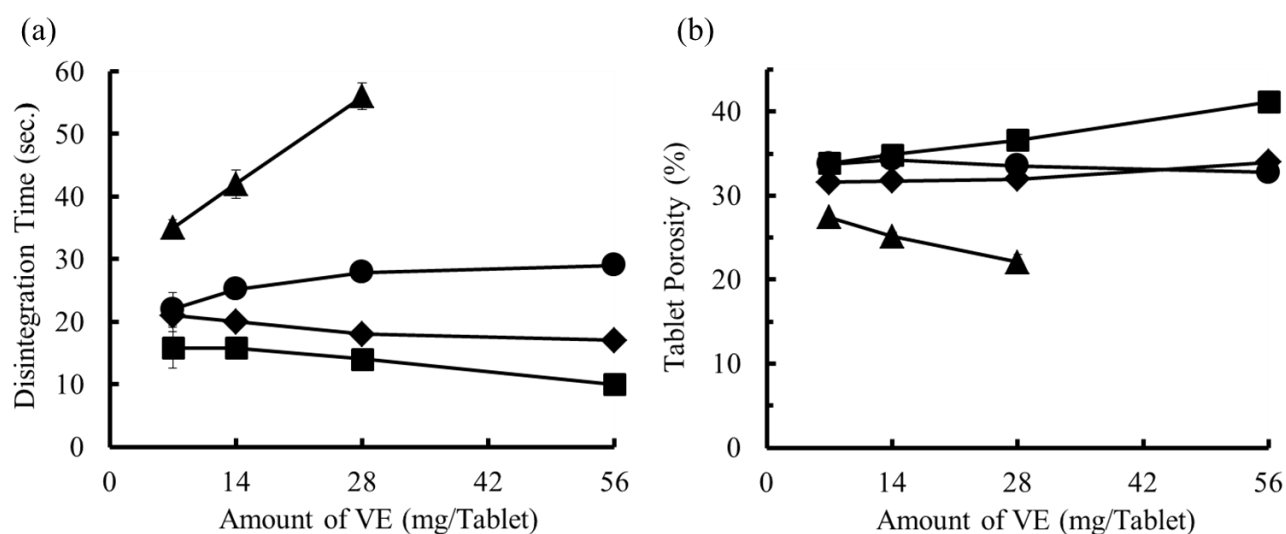 (a)
60
50
40
30
20
10
0
Disintegration Time (sec.)
0 14 28 42 56
Amount of VE (mg/Tablet)
(b)
40
30
20
10
0
Tablet Porosity (%)
0 14 28 42 56
Amount of VE (mg/Tablet)